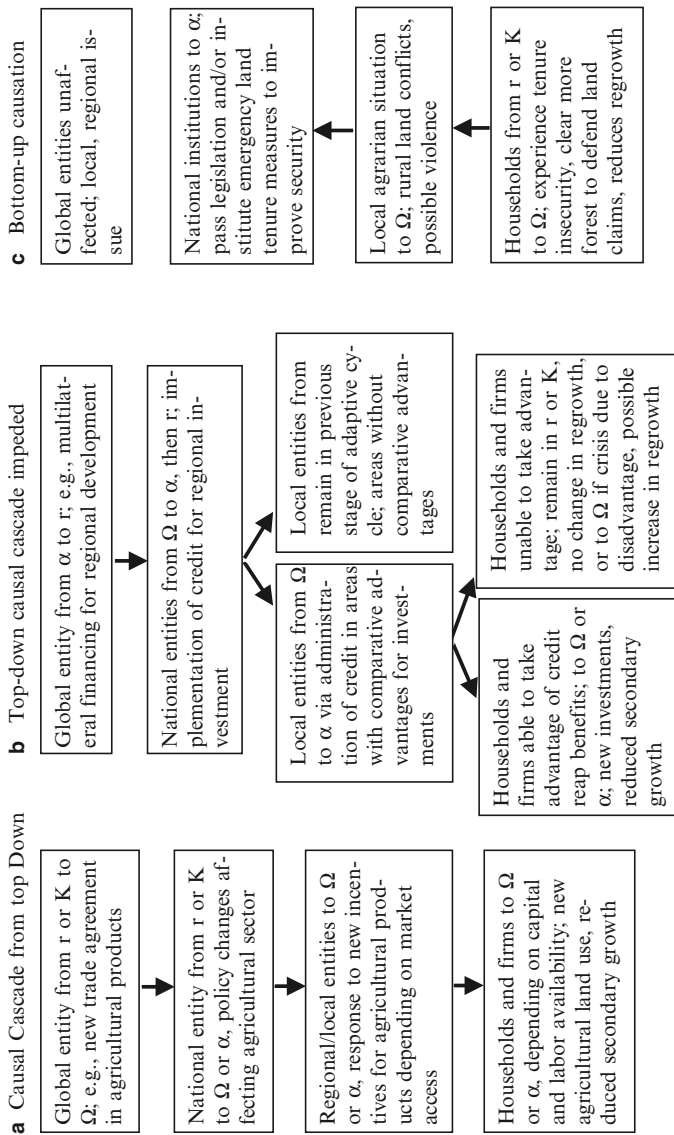 a Causal Cascade from top Down
Global entity from r or K to
Ω; e.g., new trade agreement
in agricultural products
National entity from r or K
to Ω or α, policy changes af-
fecting agricultural sector
Regional/local entities to Ω
or α, response to new incen-
tives for agricultural prod-
ucts depending on market
access
Households and firms to Ω
or α, depending on capital
and labor availability; new
agricultural land use, re-
duced secondary growth
b Top-down causal cascade impeded
Global entity from α to r; e.g., multilat-
eral financing for regional development
National entities from Ω to α, then r; im-
plementation of credit for regional in-
vestment
Local entities from Ω
to α via administra-
tion of credit in areas
with comparative ad-
vantages for invest-
ments
Local entities from
remain in previous
stage of adaptive cy-
cle; areas without
comparative advan-
tages
Households and
firms able to take
advantage of credit
reap benefits; to Ω or
α; new investments,
reduced secondary
growth
Households and firms
unable to take advan-
tage; remain in r or K,
no change in regrowth,
or to Ω if crisis due to
disadvantage, possible
increase in regrowth
c Bottom-up causation
Global entities unaf-
fected; local, regional is-
sue
National institutions to α;
pass legislation and/or in-
stitute emergency land
tenure measures to im-
prove security
Local agrarian situation
to Ω; rural land conflicts,
possible violence
Households from r or K
to Ω; experience tenure
insecurity, clear more
forest to defend land
claims, reduces regrowth